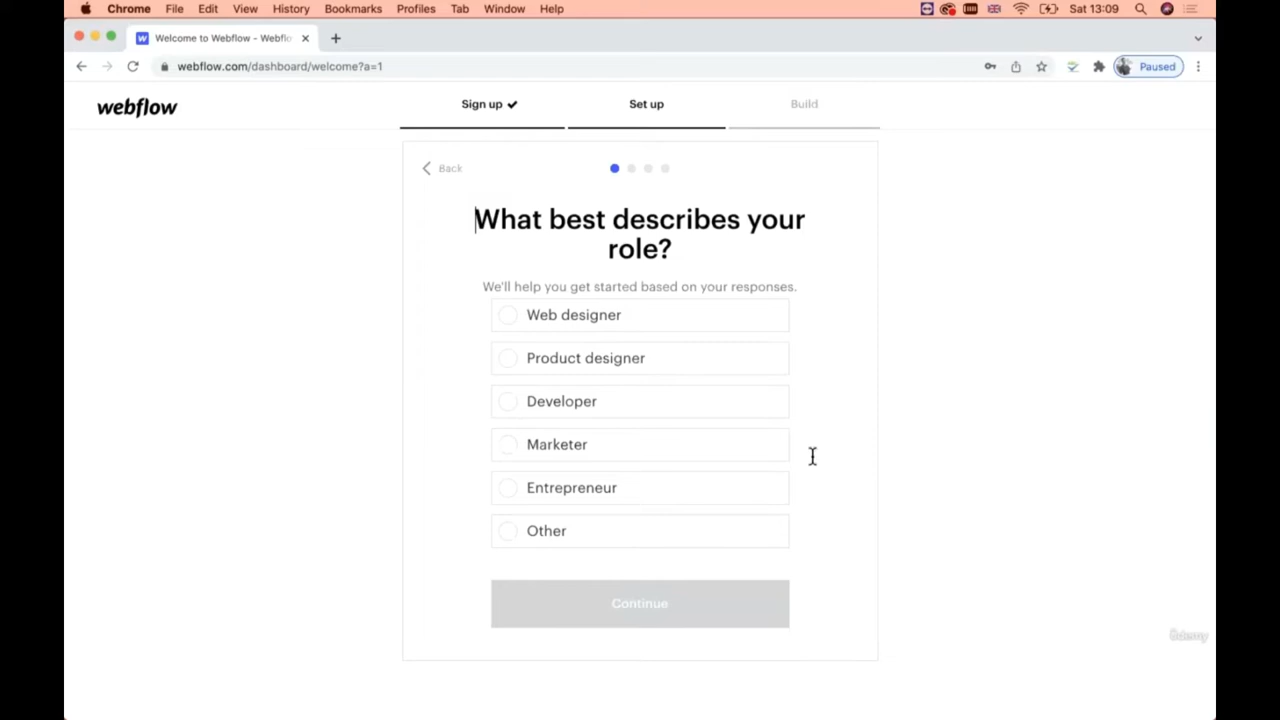 Chrome File Edit View History Bookmarks Profiles Tab Window Help Sat 13:09
Welcome to Webflow - Webflo
webflow.com/dashboard/welcome?a=1 Paused
webflow Sign up Set up Build
Back
What best describes your
role?
We'll help you get started based on your responses.
Web designer
Product designer
Developer
Marketer
Entrepreneur
Other
Continue
ûdemy